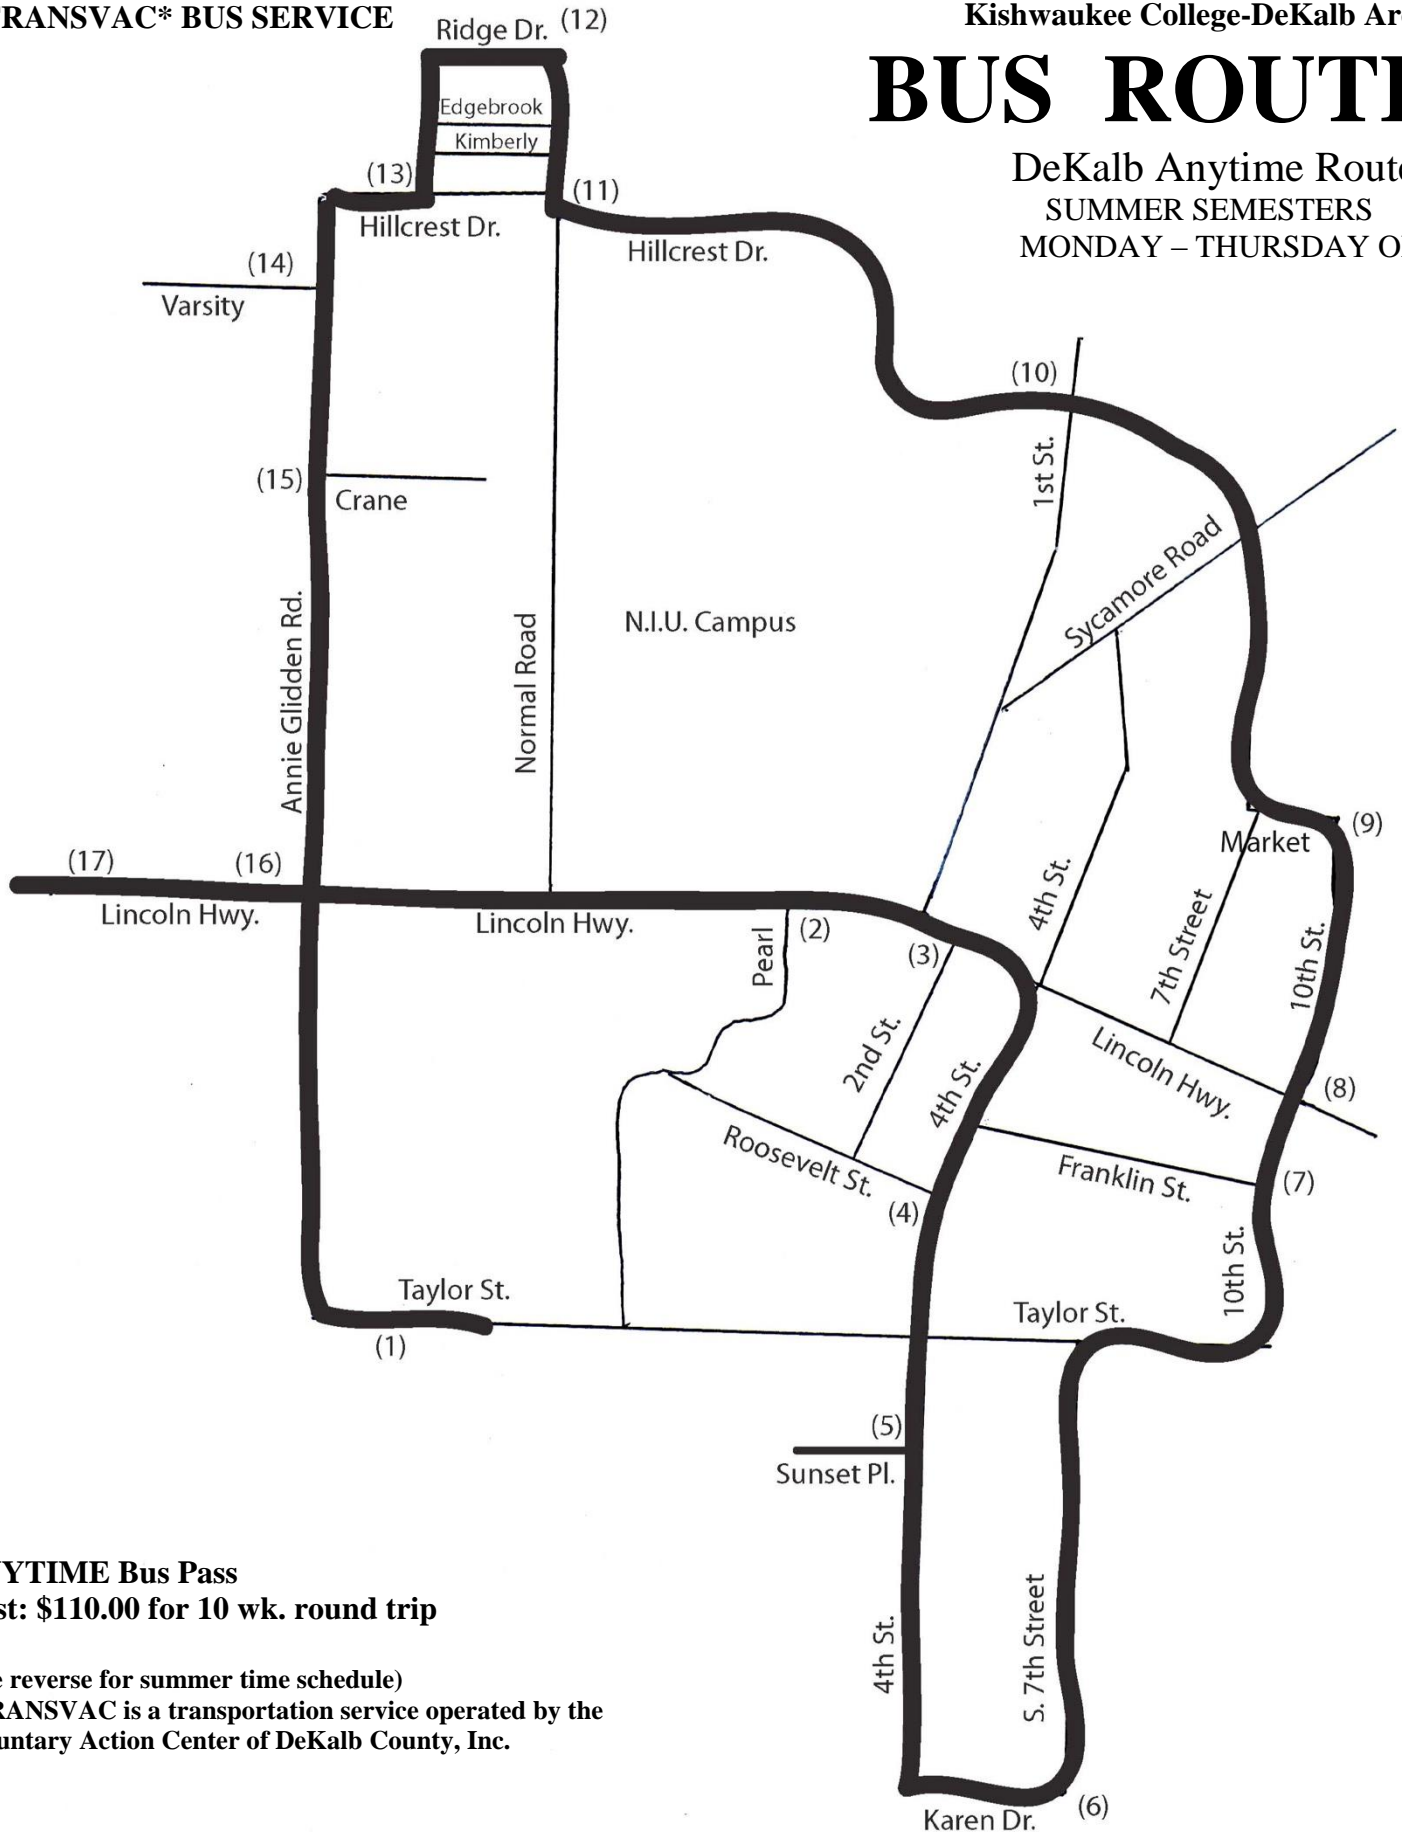 RANSVAC* BUS SERVICE
Kishwaukee College-DeKalb Ar
BUS ROUT
DeKalb Anytime Rout
SUMMER SEMESTERS
MONDAY – THURSDAY O
Ridge Dr. (12)
Edgebrook
Kimberly
(13)
(11)
Hillcrest Dr.
Hillcrest Dr.
(14)
Varsity
(10)
1st St.
(15)
Crane
Sycamore Road
Annie Glidden Rd.
Normal Road
N.I.U. Campus
(9)
Market
(17)
(16)
4th St.
7th Street
10th St.
Lincoln Hwy.
Lincoln Hwy.
Pearl
(2)
(3)
2nd St.
4th St.
Lincoln Hwy.
(8)
Roosevelt St.
Franklin St.
(7)
(4)
10th St.
Taylor St.
Taylor St.
(1)
(5)
Sunset Pl.
YTIME Bus Pass
st: $110.00 for 10 wk. round trip
4th St.
S. 7th Street
e reverse for summer time schedule)
RANSVAC is a transportation service operated by the
untary Action Center of DeKalb County, Inc.
Karen Dr.
(6)